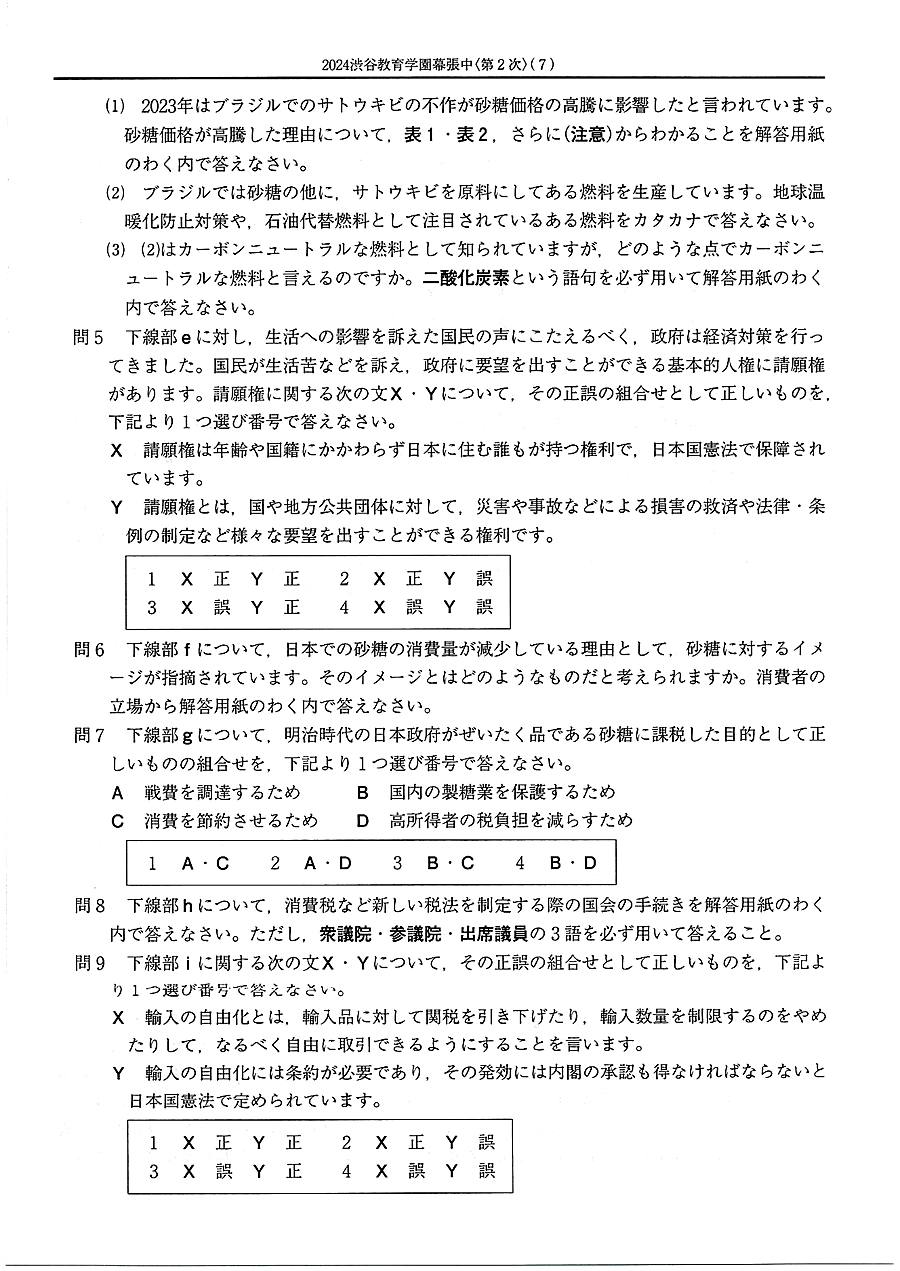 2024渋谷教育学園幕張中〈第２次〉(７)
(1) 2023年はブラジルでのサトウキビの不作が砂糖価格の高騰に影響したと言われています。
砂糖価格が高騰した理由について，表１・表２，さらに(注意)からわかることを解答用紙
のわく内で答えなさい。
(2) ブラジルでは砂糖の他に，サトウキビを原料にしてある燃料を生産しています。地球温
暖化防止対策や，石油代替燃料として注目されているある燃料をカタカナで答えなさい。
(3) (2)はカーボンニュートラルな燃料として知られていますが，どのような点でカーボンニ
ュートラルな燃料と言えるのですか。二酸化炭素という語句を必ず用いて解答用紙のわく
内で答えなさい。
問５ 下線部eに対し，生活への影響を訴えた国民の声にこたえるべく，政府は経済対策を行っ
てきました。国民が生活苦などを訴え，政府に要望を出すことができる基本的人権に請願権
があります。請願権に関する次の文X・Yについて，その正誤の組合せとして正しいものを，
下記より１つ選び番号で答えなさい。
X 請願権は年齢や国籍にかかわらず日本に住む誰もが持つ権利で，日本国憲法で保障され
ています。
Y 請願権とは，国や地方公共団体に対して，災害や事故などによる損害の救済や法律・条
例の制定など様々な要望を出すことができる権利です。
１ X 正 Y 正 ２ X 正 Y 誤
３ X 誤 Y 正 ４ X 誤 Y 誤
問６ 下線部fについて，日本での砂糖の消費量が減少している理由として，砂糖に対するイメ
ージが指摘されています。そのイメージとはどのようなものだと考えられますか。消費者の
立場から解答用紙のわく内で答えなさい。
問７ 下線部gについて，明治時代の日本政府がぜいたく品である砂糖に課税した目的として正
しいものの組合せを，下記より１つ選び番号で答えなさい。
A 戦費を調達するため B 国内の製糖業を保護するため
C 消費を節約させるため D 高所得者の税負担を減らすため
１ A・C ２ A・D ３ B・C ４ B・D
問８ 下線部hについて，消費税など新しい税法を制定する際の国会の手続きを解答用紙のわく
内で答えなさい。ただし，衆議院・参議院・出席議員の３語を必ず用いて答えること。
問９ 下線部iに関する次の文X・Yについて，その正誤の組合せとして正しいものを，下記よ
り１つ選び番号で答えなさい。
X 輸入の自由化とは，輸入品に対して関税を引き下げたり，輸入数量を制限するのをやめ
たりして，なるべく自由に取引できるようにすることを言います。
Y 輸入の自由化には条約が必要であり，その発効には内閣の承認も得なければならないと
日本国憲法で定められています。
１ X 正 Y 正 ２ X 正 Y 誤
３ X 誤 Y 正 ４ X 誤 Y 誤